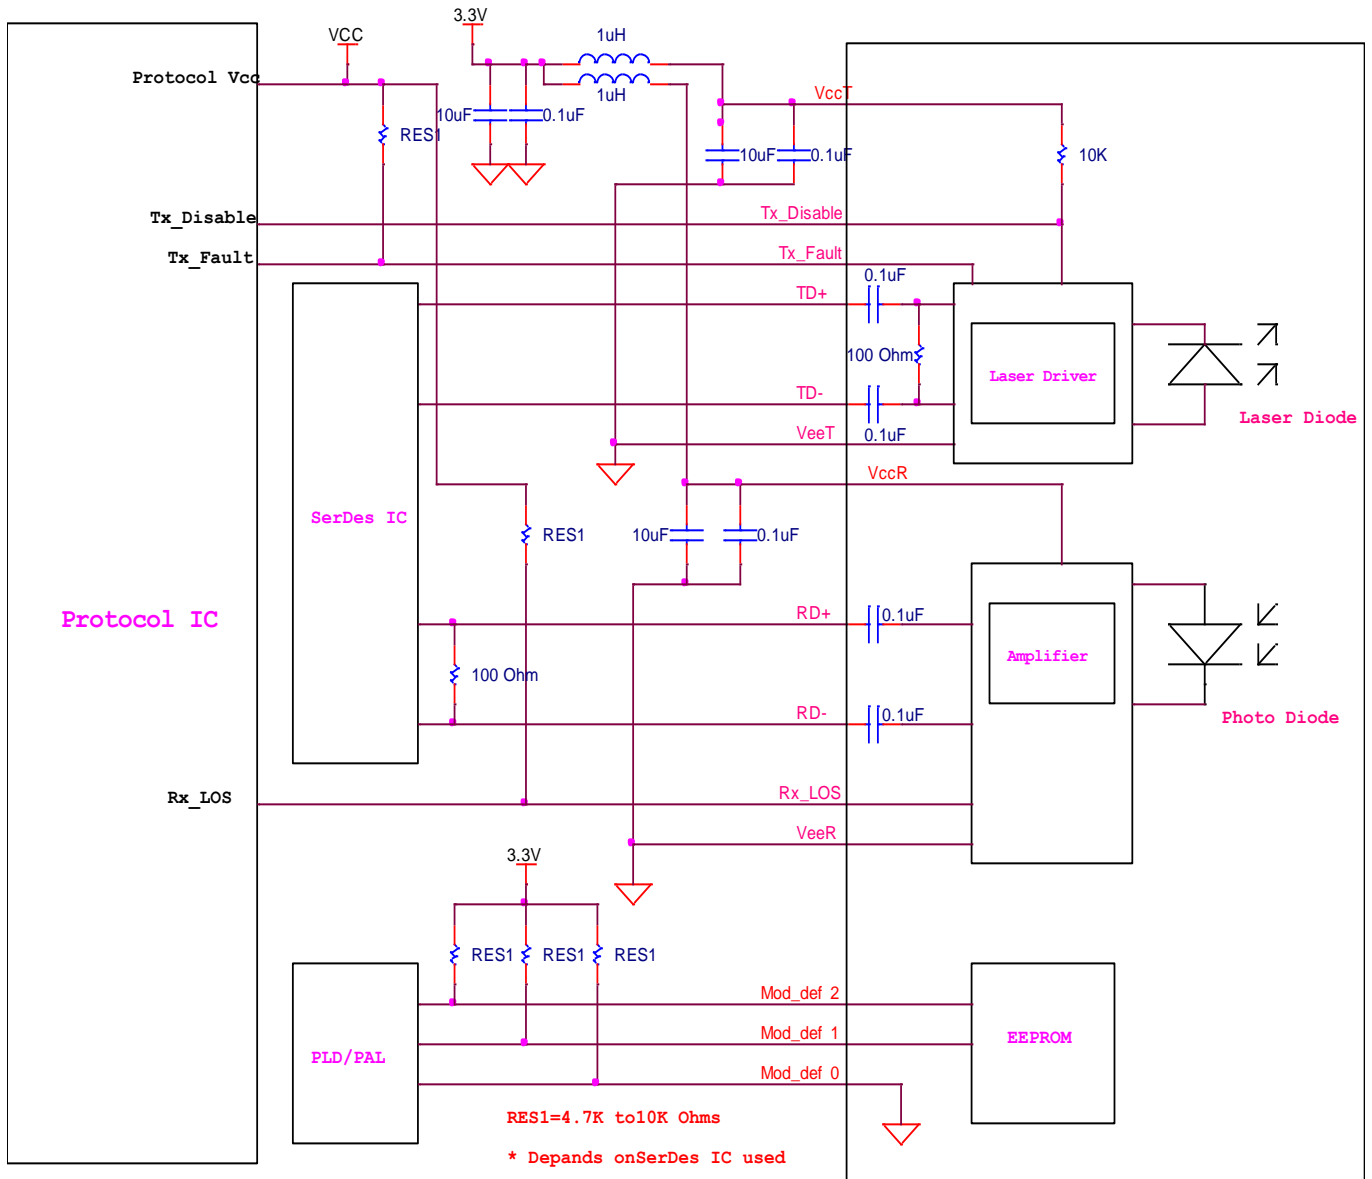 3.3V
VCC
1uH
Protocol Vcc
1uH
VccT
10uF
0.1uF
RES1
10uF
0.1uF
10K
Tx_Disable
Tx_Disable
Tx_Fault
Tx_Fault
0.1uF
TD+
100 Ohm
Laser Driver
TD-
Laser Diode
VeeT
0.1uF
VccR
SerDes IC
RES1
10uF
0.1uF
Protocol IC
RD+
0.1uF
Amplifier
100 Ohm
RD-
0.1uF
Photo Diode
Rx_LOS
Rx_LOS
VeeR
3.3V
RES1
RES1
RES1
Mod_def 2
Mod_def 1
EEPROM
PLD/PAL
Mod_def 0
RES1=4.7K to10K Ohms
* Depands onSerDes IC used